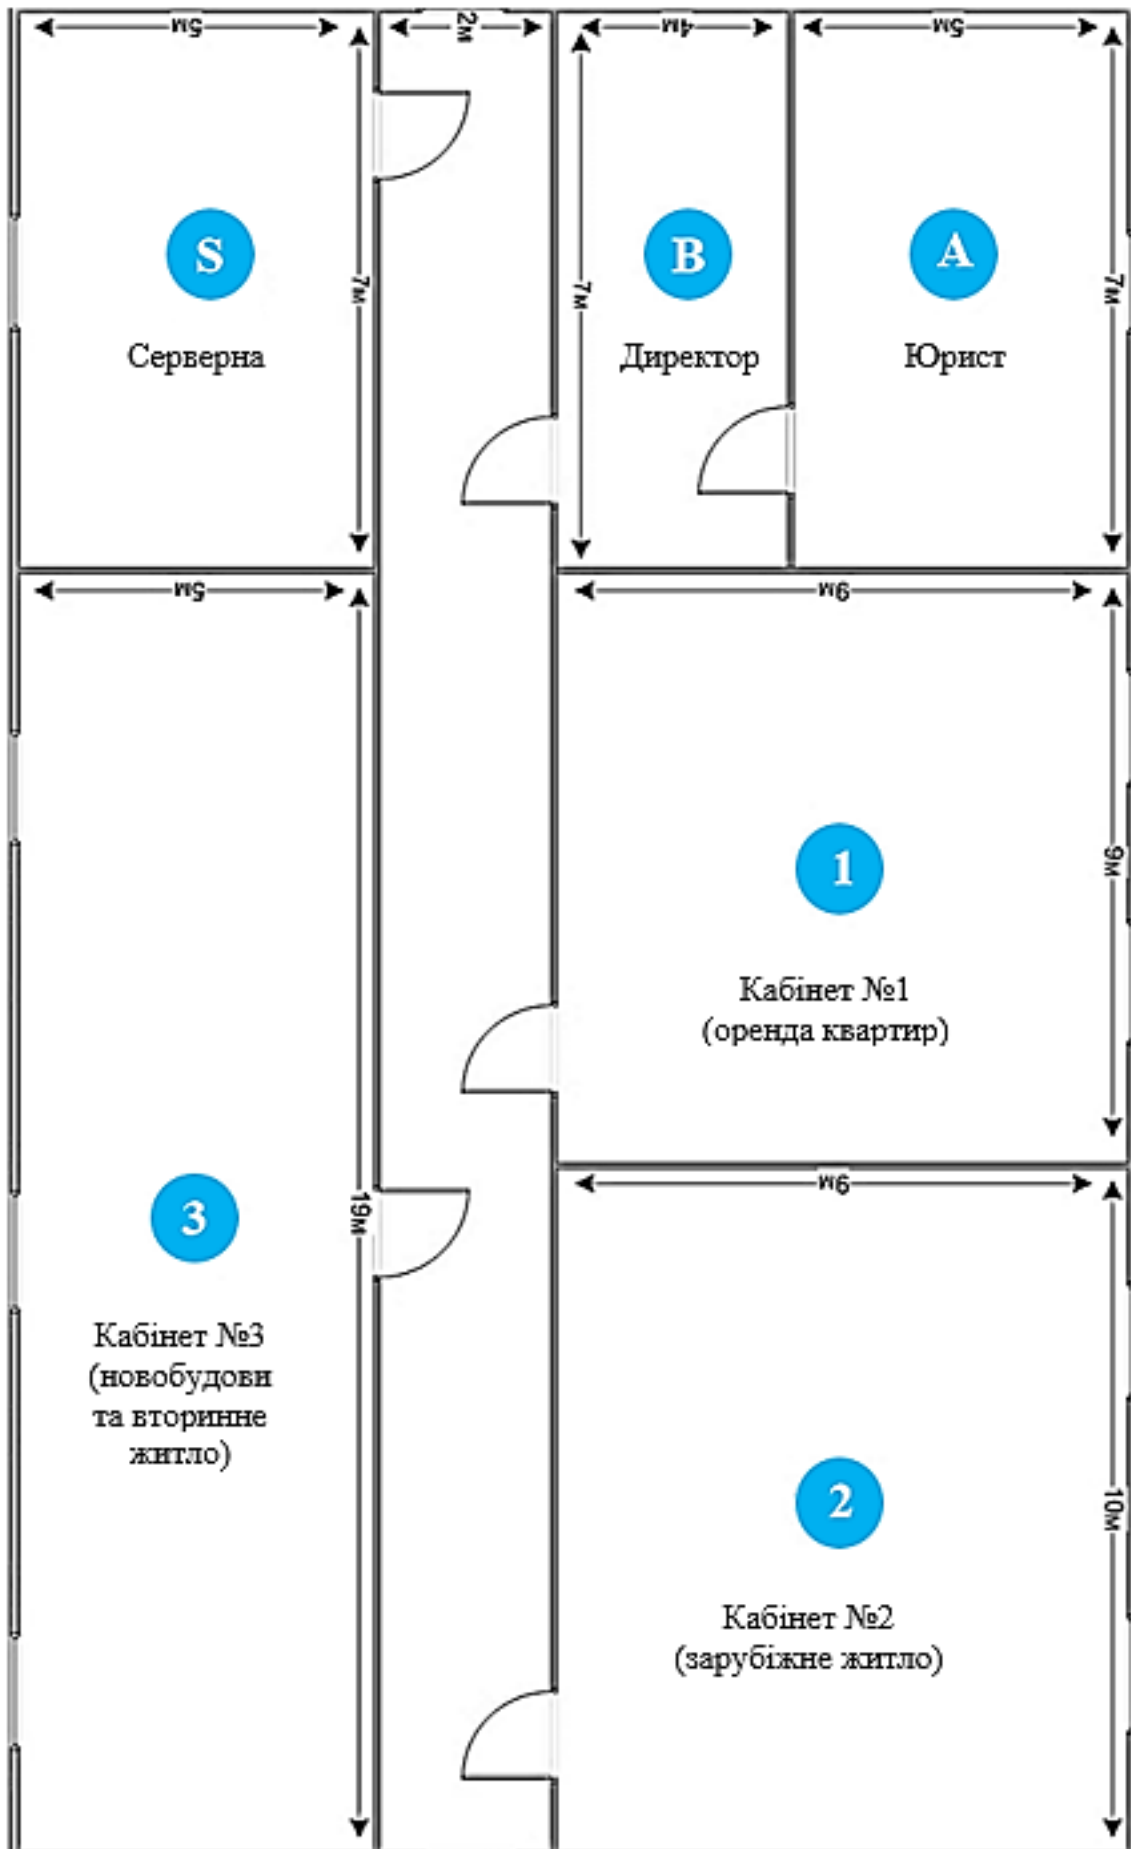 5м
2м
4м
5м
S
B
A
7м
7м
7м
Серверна
Директор
Юрист
5м
9м
1
9м
Кабінет №1
(оренда квартир)
9м
3
19м
Кабінет №3
(новобудови
та вторинне
житло)
2
10м
Кабінет №2
(зарубіжне житло)